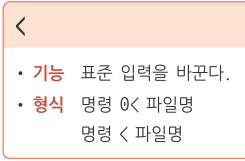 <
• 기능 표준 입력을 바꾼다.
• 형식 명령 0< 파일명
명령 < 파일명